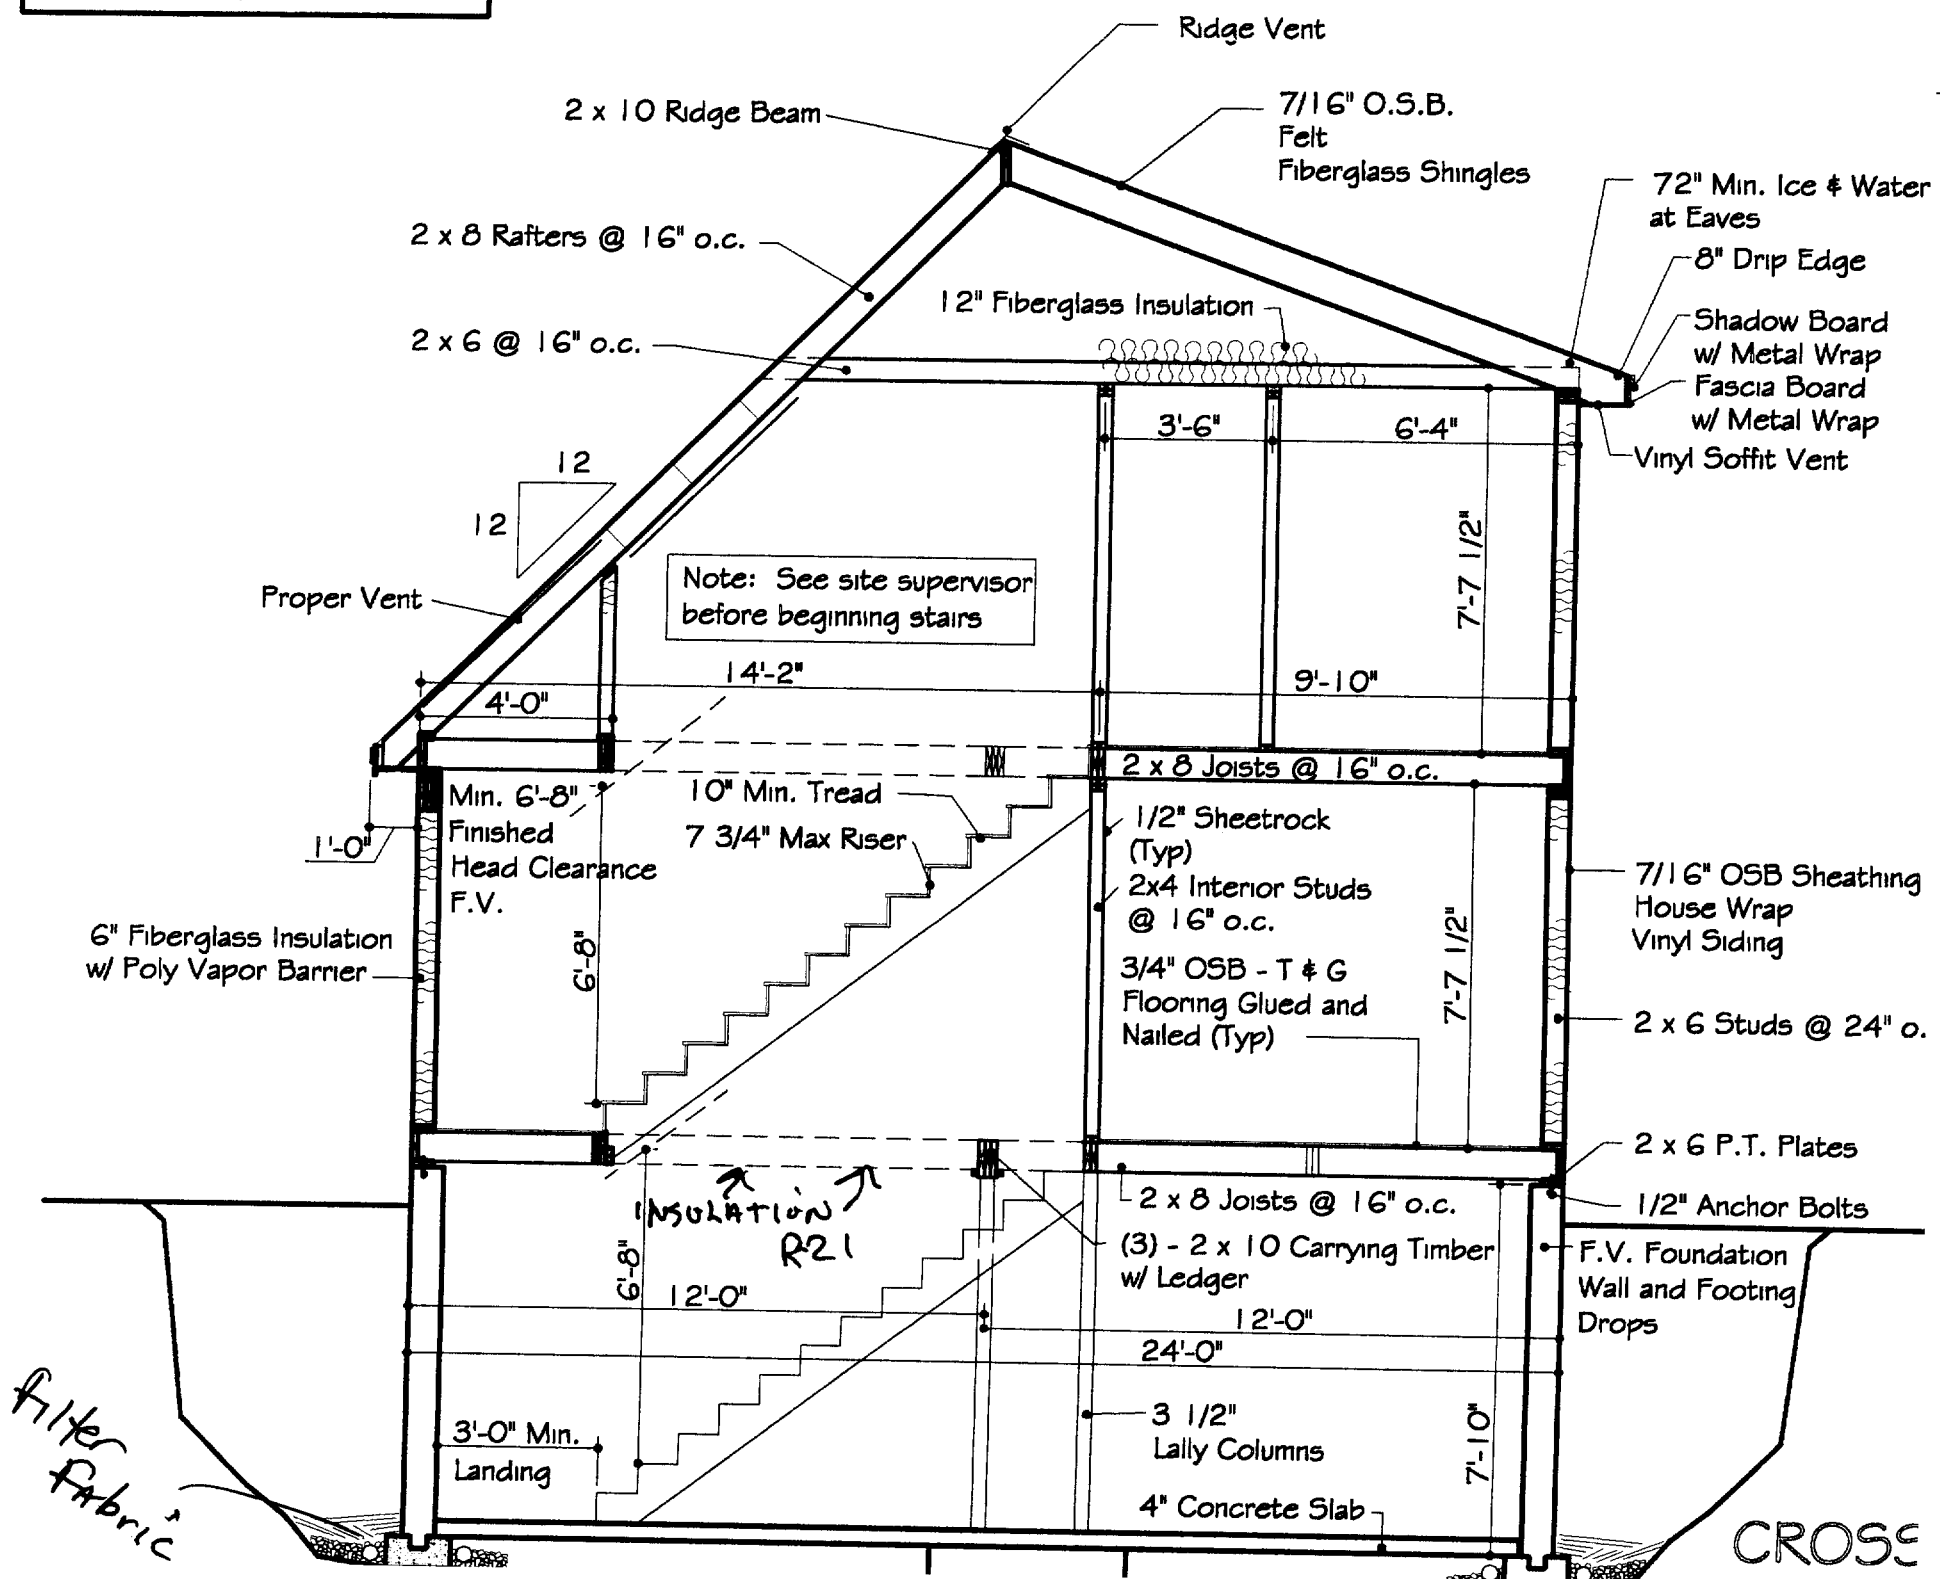 Ridge Vent
2 x 10 Ridge Beam
7/16" O.S.B.
Felt
Fiberglass Shingles
72" Min. Ice & Water
at Eaves
2 x 8 Rafters @ 16" o.c.
8" Drip Edge
12" Fiberglass Insulation
Shadow Board
w/ Metal Wrap
2 x 6 @ 16" o.c.
Fascia Board
w/ Metal Wrap
3'-6"
6'-4"
Vinyl Soffit Vent
12
12
7'-7 1/2"
Note: See site supervisor
before beginning stairs
Proper Vent
14'-2"
9'-10"
4'-0"
2 x 8 Joists @ 16" o.c.
Min. 6'-8"
Finished
Head Clearance
F.V.
10" Min. Tread
7 3/4" Max Riser
1'-0"
1/2" Sheetrock
(Typ)
2x4 Interior Studs
@ 16" o.c.
7/16" OSB Sheathing
House Wrap
Vinyl Siding
6" Fiberglass Insulation
w/ Poly Vapor Barrier
6'-8"
3/4" OSB - T & G
Flooring Glued and
Nailed (Typ)
7'-7 1/2"
2 x 6 Studs @ 24" o.
2 x 6 P.T. Plates
1/2" Anchor Bolts
INSULATION
R21
2 x 8 Joists @ 16" o.c.
(3) - 2 x 10 Carrying Timber
w/ Ledger
F.V. Foundation
Wall and Footing
Drops
6'-8"
12'-0"
12'-0"
24'-0"
filter
fabric
3'-0" Min.
Landing
3 1/2"
Lally Columns
7'-10"
4" Concrete Slab
CROSS